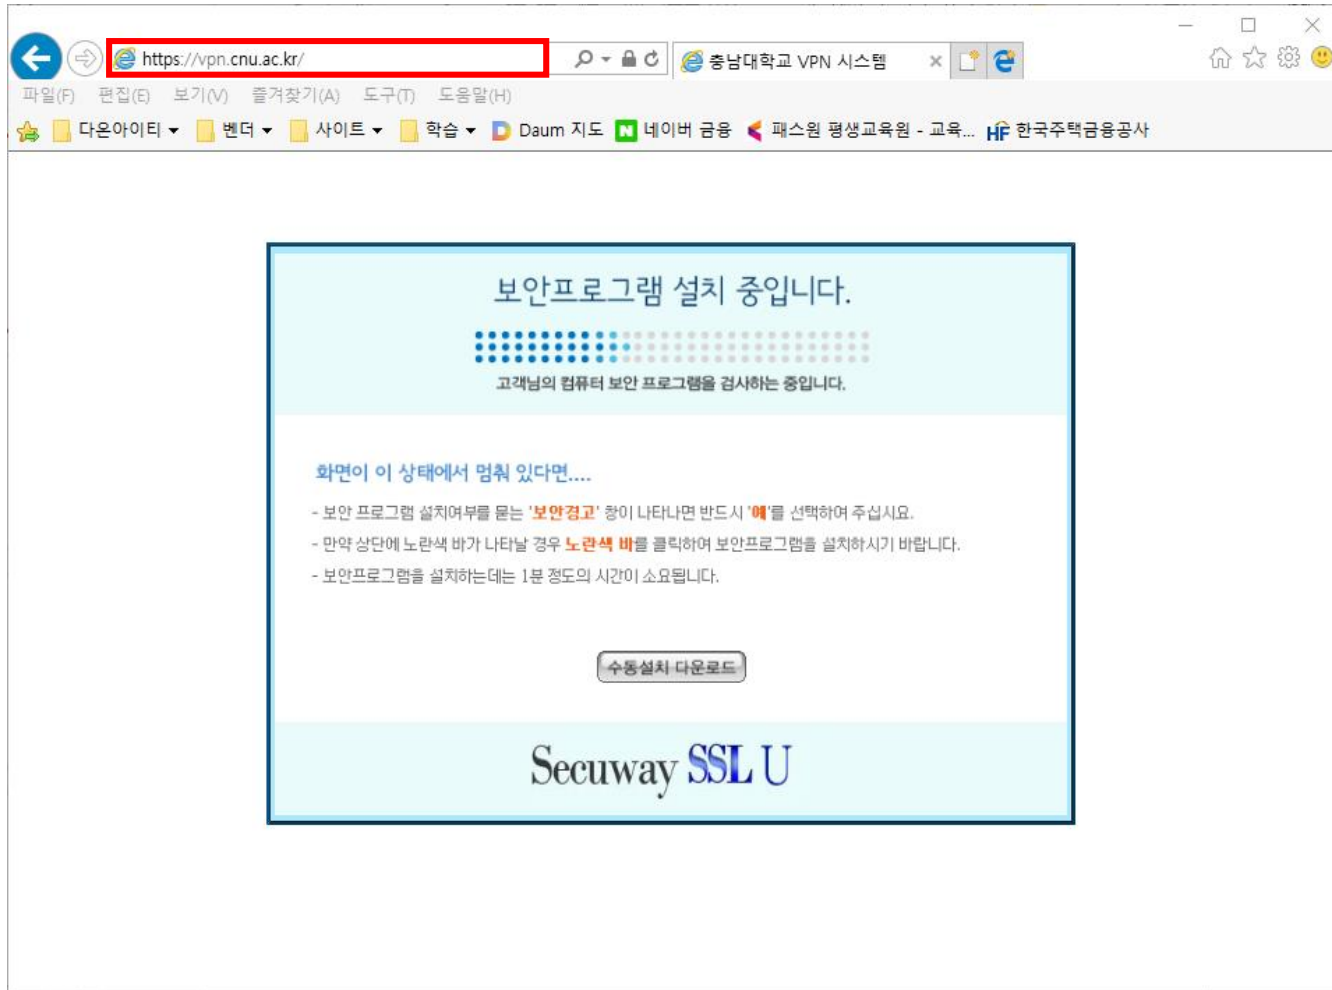 https://vpn.cnu.ac.kr/
충남대학교 VPN 시스템
파일(F) 편집(E) 보기(V) 즐겨찾기(A) 도구(T) 도움말(H)
다온아이티 벤더 사이트 학습 Daum 지도 네이버 금융 패스원 평생교육원 - 교육... HF 한국주택금융공사
보안프로그램 설치 중입니다.
고객님의 컴퓨터 보안 프로그램을 검사하는 중입니다.
화면이 이 상태에서 멈춰 있다면....
- 보안 프로그램 설치여부를 묻는 '보안경고' 창이 나타나면 반드시 '예'를 선택하여 주십시요.
- 만약 상단에 노란색 바가 나타날 경우 노란색 바를 클릭하여 보안프로그램을 설치하시기 바랍니다.
- 보안프로그램을 설치하는데는 1분 정도의 시간이 소요됩니다.
수동설치 다운로드
Secuway SSL U